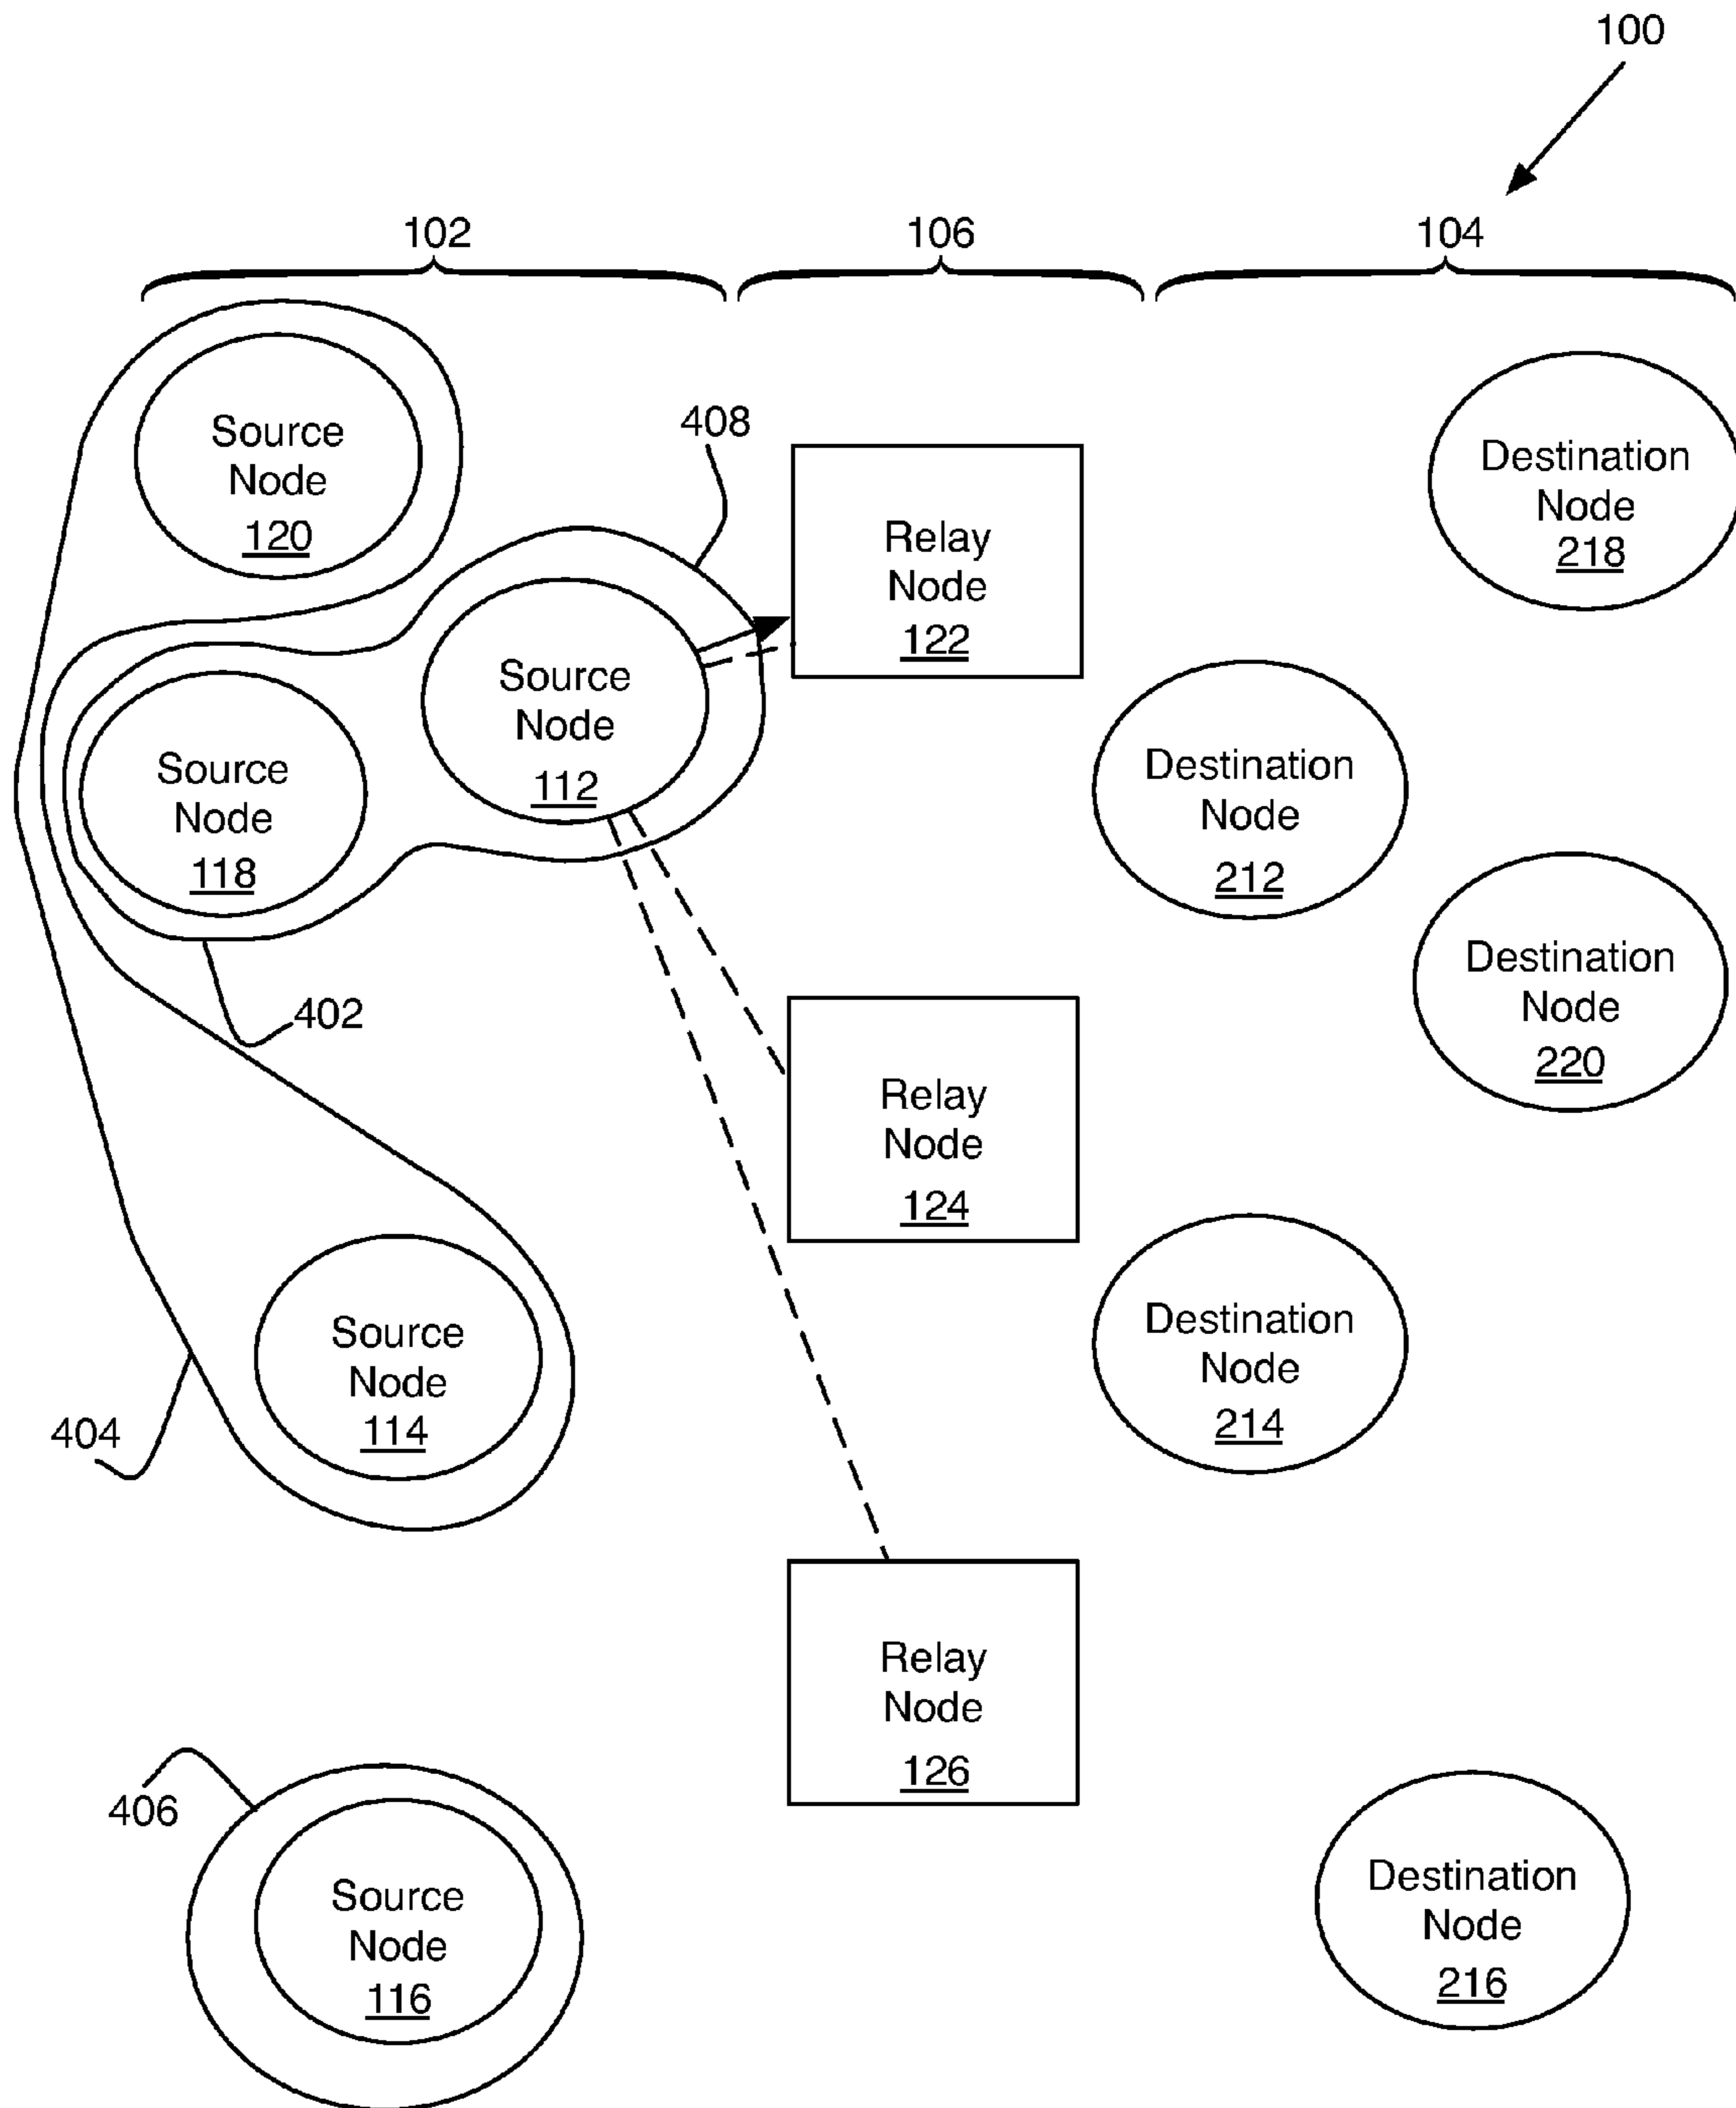 100
102
106
104
Source
Node
120
408
Relay
Node
122
Destination
Node
218
Source
Node
112
Source
Node
118
Destination
Node
212
Destination
Node
220
402
Relay
Node
124
Source
Node
114
404
Destination
Node
214
Relay
Node
126
406
Source
Node
116
Destination
Node
216